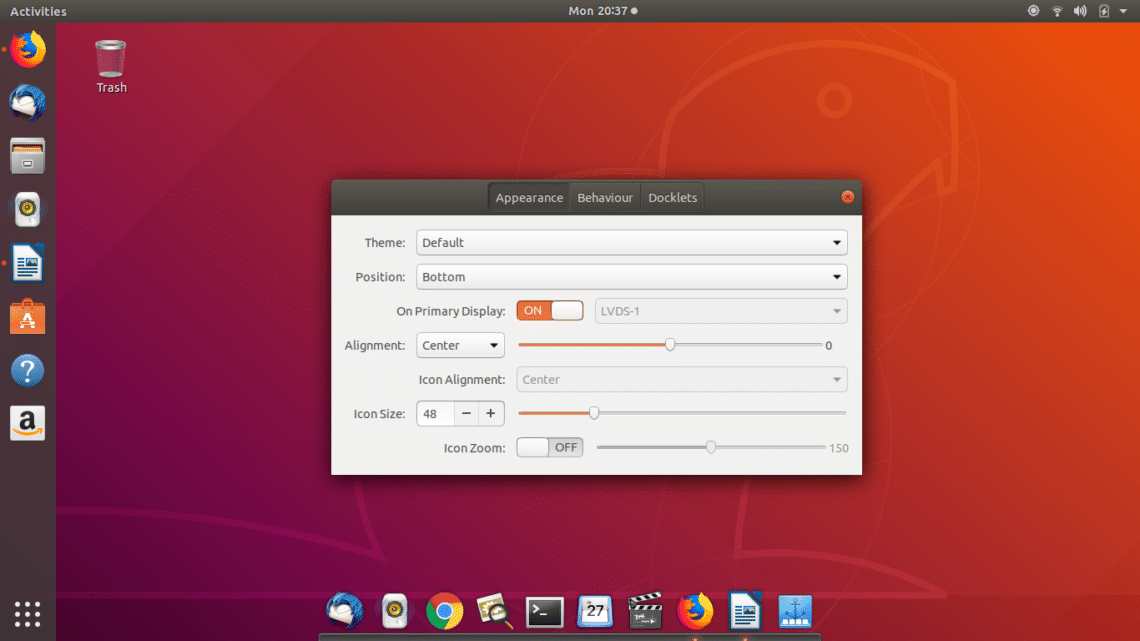 Activities
Mon 20:37
Trash
Appearance Behaviour Docklets
Theme: Default
Position: Bottom
On Primary Display: ON LVDS-1
Alignment: Center 0
Icon Alignment: Center
Icon Size: 48 − +
Icon Zoom: OFF 150
?
a
>_
27